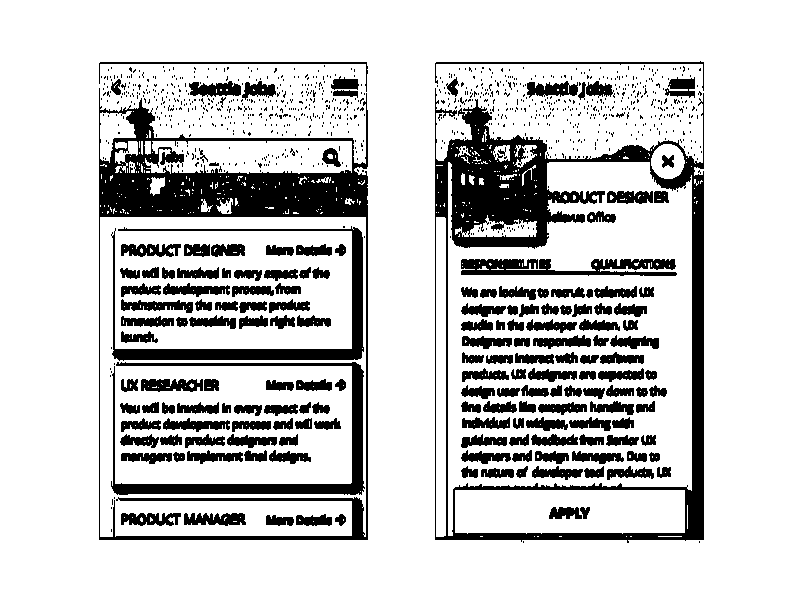 Seattle Jobs
Search Jobs
PRODUCT DESIGNER More Details →
You will be involved in every aspect of the
product development process, from
brainstorming the next great product
innovation to tweaking pixels right before
launch.
UX RESEARCHER More Details →
You will be involved in every aspect of the
product development process and will work
directly with product designers and
managers to implement final designs.
PRODUCT MANAGER More Details →
Seattle Jobs
PRODUCT DESIGNER
Bellevue Office
RESPONSIBILITIES QUALIFICATIONS
We are looking to recruit a talented UX
designer to join the to join the design
studio in the developer division. UX
Designers are responsible for designing
how users interact with our software
products. UX designers are expected to
design user flows all the way down to the
fine details like exception handling and
individual UI widgets, working with
guidance and feedback from Senior UX
designers and Design Managers. Due to
the nature of developer tool products, UX
APPLY